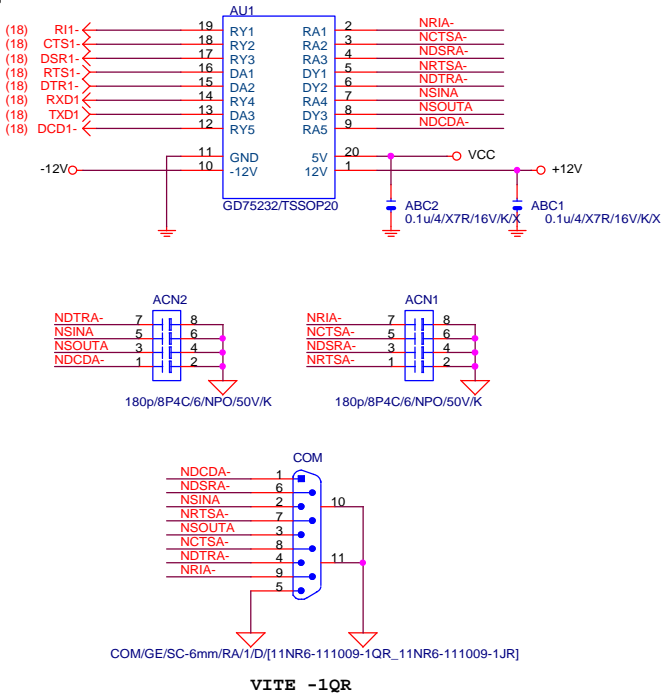 AU1
(18) RI1- 19 RY1 RA1 2 NRIA-
(18) CTS1- 18 RY2 RA2 3 NCTSA-
(18) DSR1- 17 RY3 RA3 4 NDSRA-
(18) RTS1- 16 DA1 DY1 5 NRTSA-
(18) DTR1- 15 DA2 DY2 6 NDTRA-
(18) RXD1 14 RY4 RA4 7 NSINA
(18) TXD1 13 DA3 DY3 8 NSOUTA
(18) DCD1- 12 RY5 RA5 9 NDCDA-
11 GND 5V 20 VCC
-12V 10 -12V 12V 1 +12V
GD75232/TSSOP20
ABC2 ABC1
0.1u/4/X7R/16V/K/X 0.1u/4/X7R/16V/K/X
ACN2 ACN1
NDTRA- 7 8 NRIA- 7 8
NSINA 5 6 NCTSA- 5 6
NSOUTA 3 4 NDSRA- 3 4
NDCDA- 1 2 NRTSA- 1 2
180p/8P4C/6/NPO/50V/K 180p/8P4C/6/NPO/50V/K
COM
NDCDA- 1
NDSRA- 6
NSINA 2 10
NRTSA- 7
NSOUTA 3
NCTSA- 8
NDTRA- 4 11
NRIA- 9
5
COM/GE/SC-6mm/RA/1/D/[11NR6-111009-1QR_11NR6-111009-1JR]
VITE -1QR